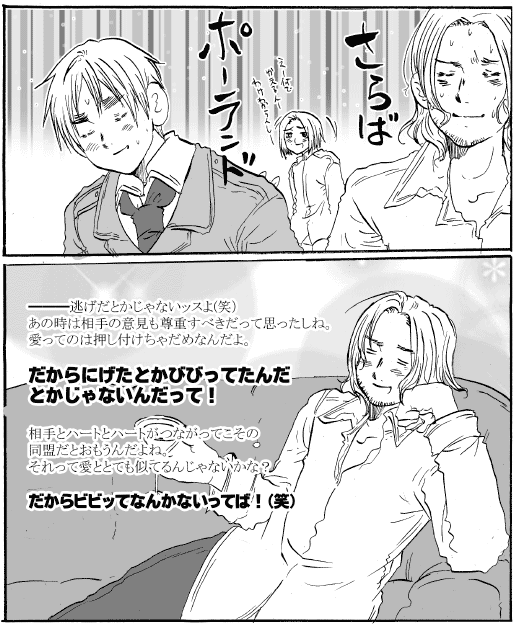 さらば
ポーランド
―――逃げだとかじゃないッスよ(笑)
あの時は相手の意見も尊重すべきだって思ったしね。
愛ってのは押し付けちゃだめなんだよ。
だからにげたとかびびってたんだ
とかじゃないんだって！
相手とハートとハートがつながってこその
同盟だとおもうんだよね。
それって愛ととても似てるんじゃないかな？
だからビビッてなんかないってば！(笑)